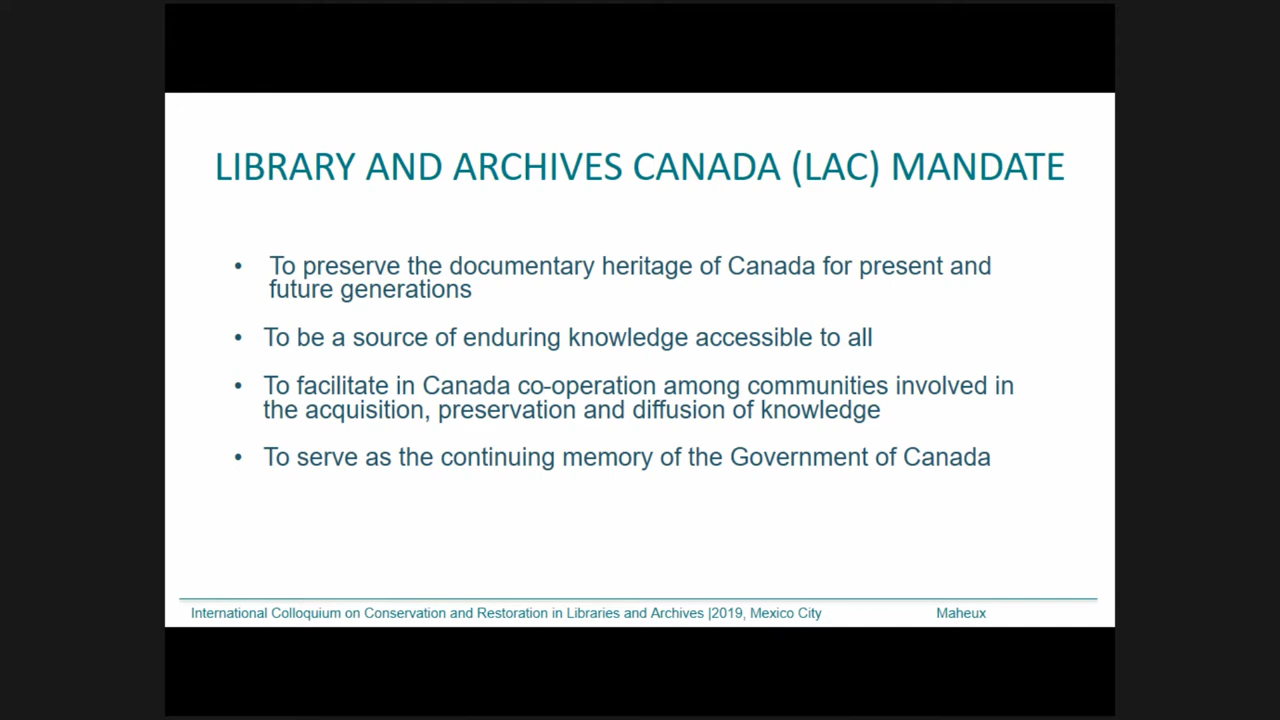 LIBRARY AND ARCHIVES CANADA (LAC) MANDATE
• To preserve the documentary heritage of Canada for present and
future generations
• To be a source of enduring knowledge accessible to all
• To facilitate in Canada co-operation among communities involved in
the acquisition, preservation and diffusion of knowledge
• To serve as the continuing memory of the Government of Canada
International Colloquium on Conservation and Restoration in Libraries and Archives |2019, Mexico City Maheux